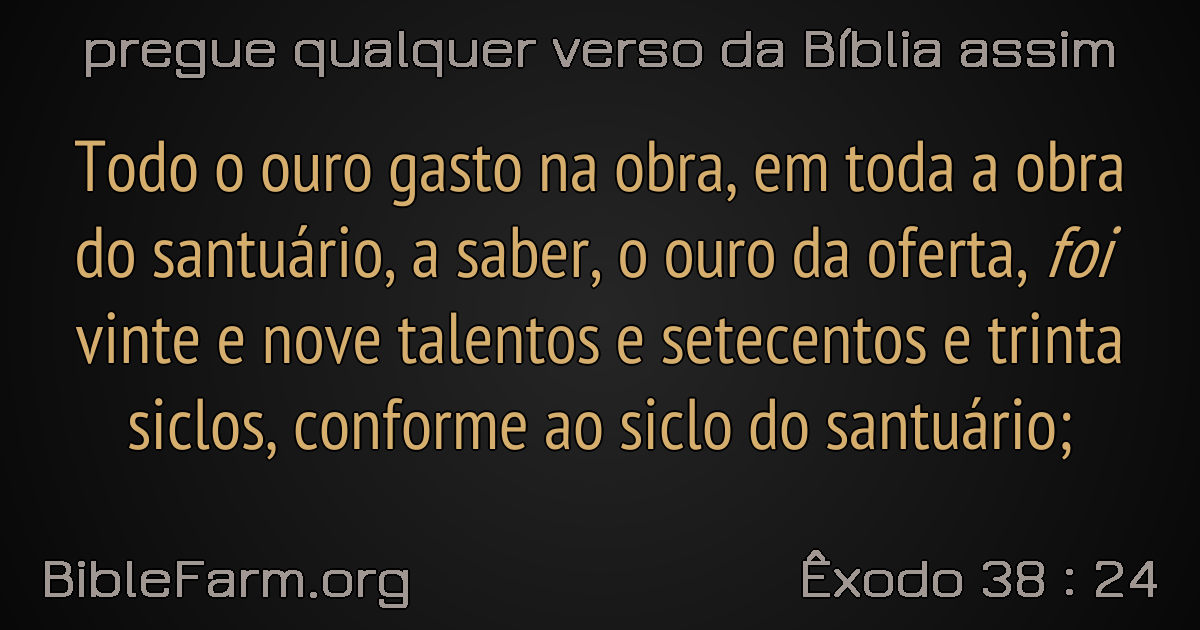 pregue qualquer verso da Bíblia assim
Todo o ouro gasto na obra, em toda a obra
do santuário, a saber, o ouro da oferta, foi
vinte e nove talentos e setecentos e trinta
siclos, conforme ao siclo do santuário;
BibleFarm.org
Êxodo 38 : 24